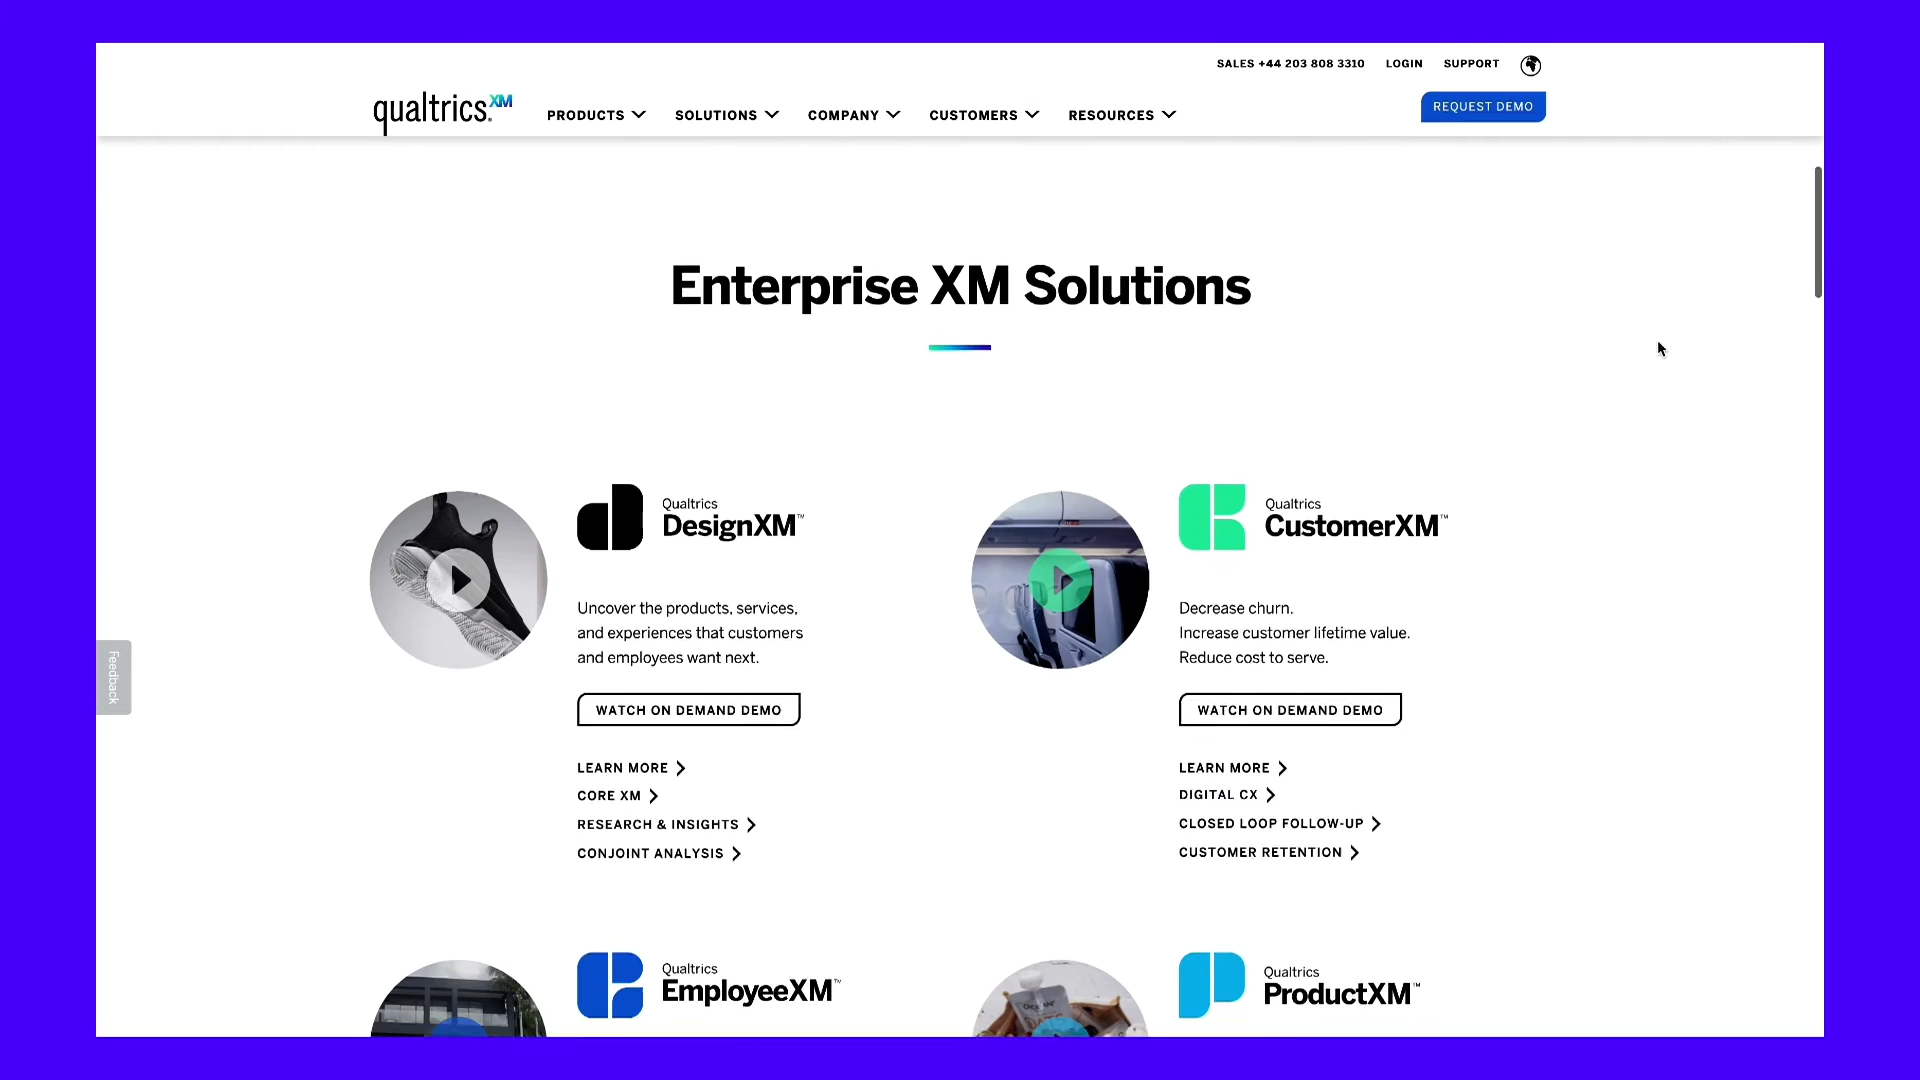 SALES +44 203 808 3310 LOGIN SUPPORT
qualtrics.XM PRODUCTS SOLUTIONS COMPANY CUSTOMERS RESOURCES REQUEST DEMO
Enterprise XM Solutions
Qualtrics
DesignXM™
Uncover the products, services,
and experiences that customers
and employees want next.
WATCH ON DEMAND DEMO
LEARN MORE
CORE XM
RESEARCH & INSIGHTS
CONJOINT ANALYSIS
Qualtrics
CustomerXM™
Decrease churn.
Increase customer lifetime value.
Reduce cost to serve.
WATCH ON DEMAND DEMO
LEARN MORE
DIGITAL CX
CLOSED LOOP FOLLOW-UP
CUSTOMER RETENTION
Feedback
Qualtrics
EmployeeXM™
Qualtrics
ProductXM™